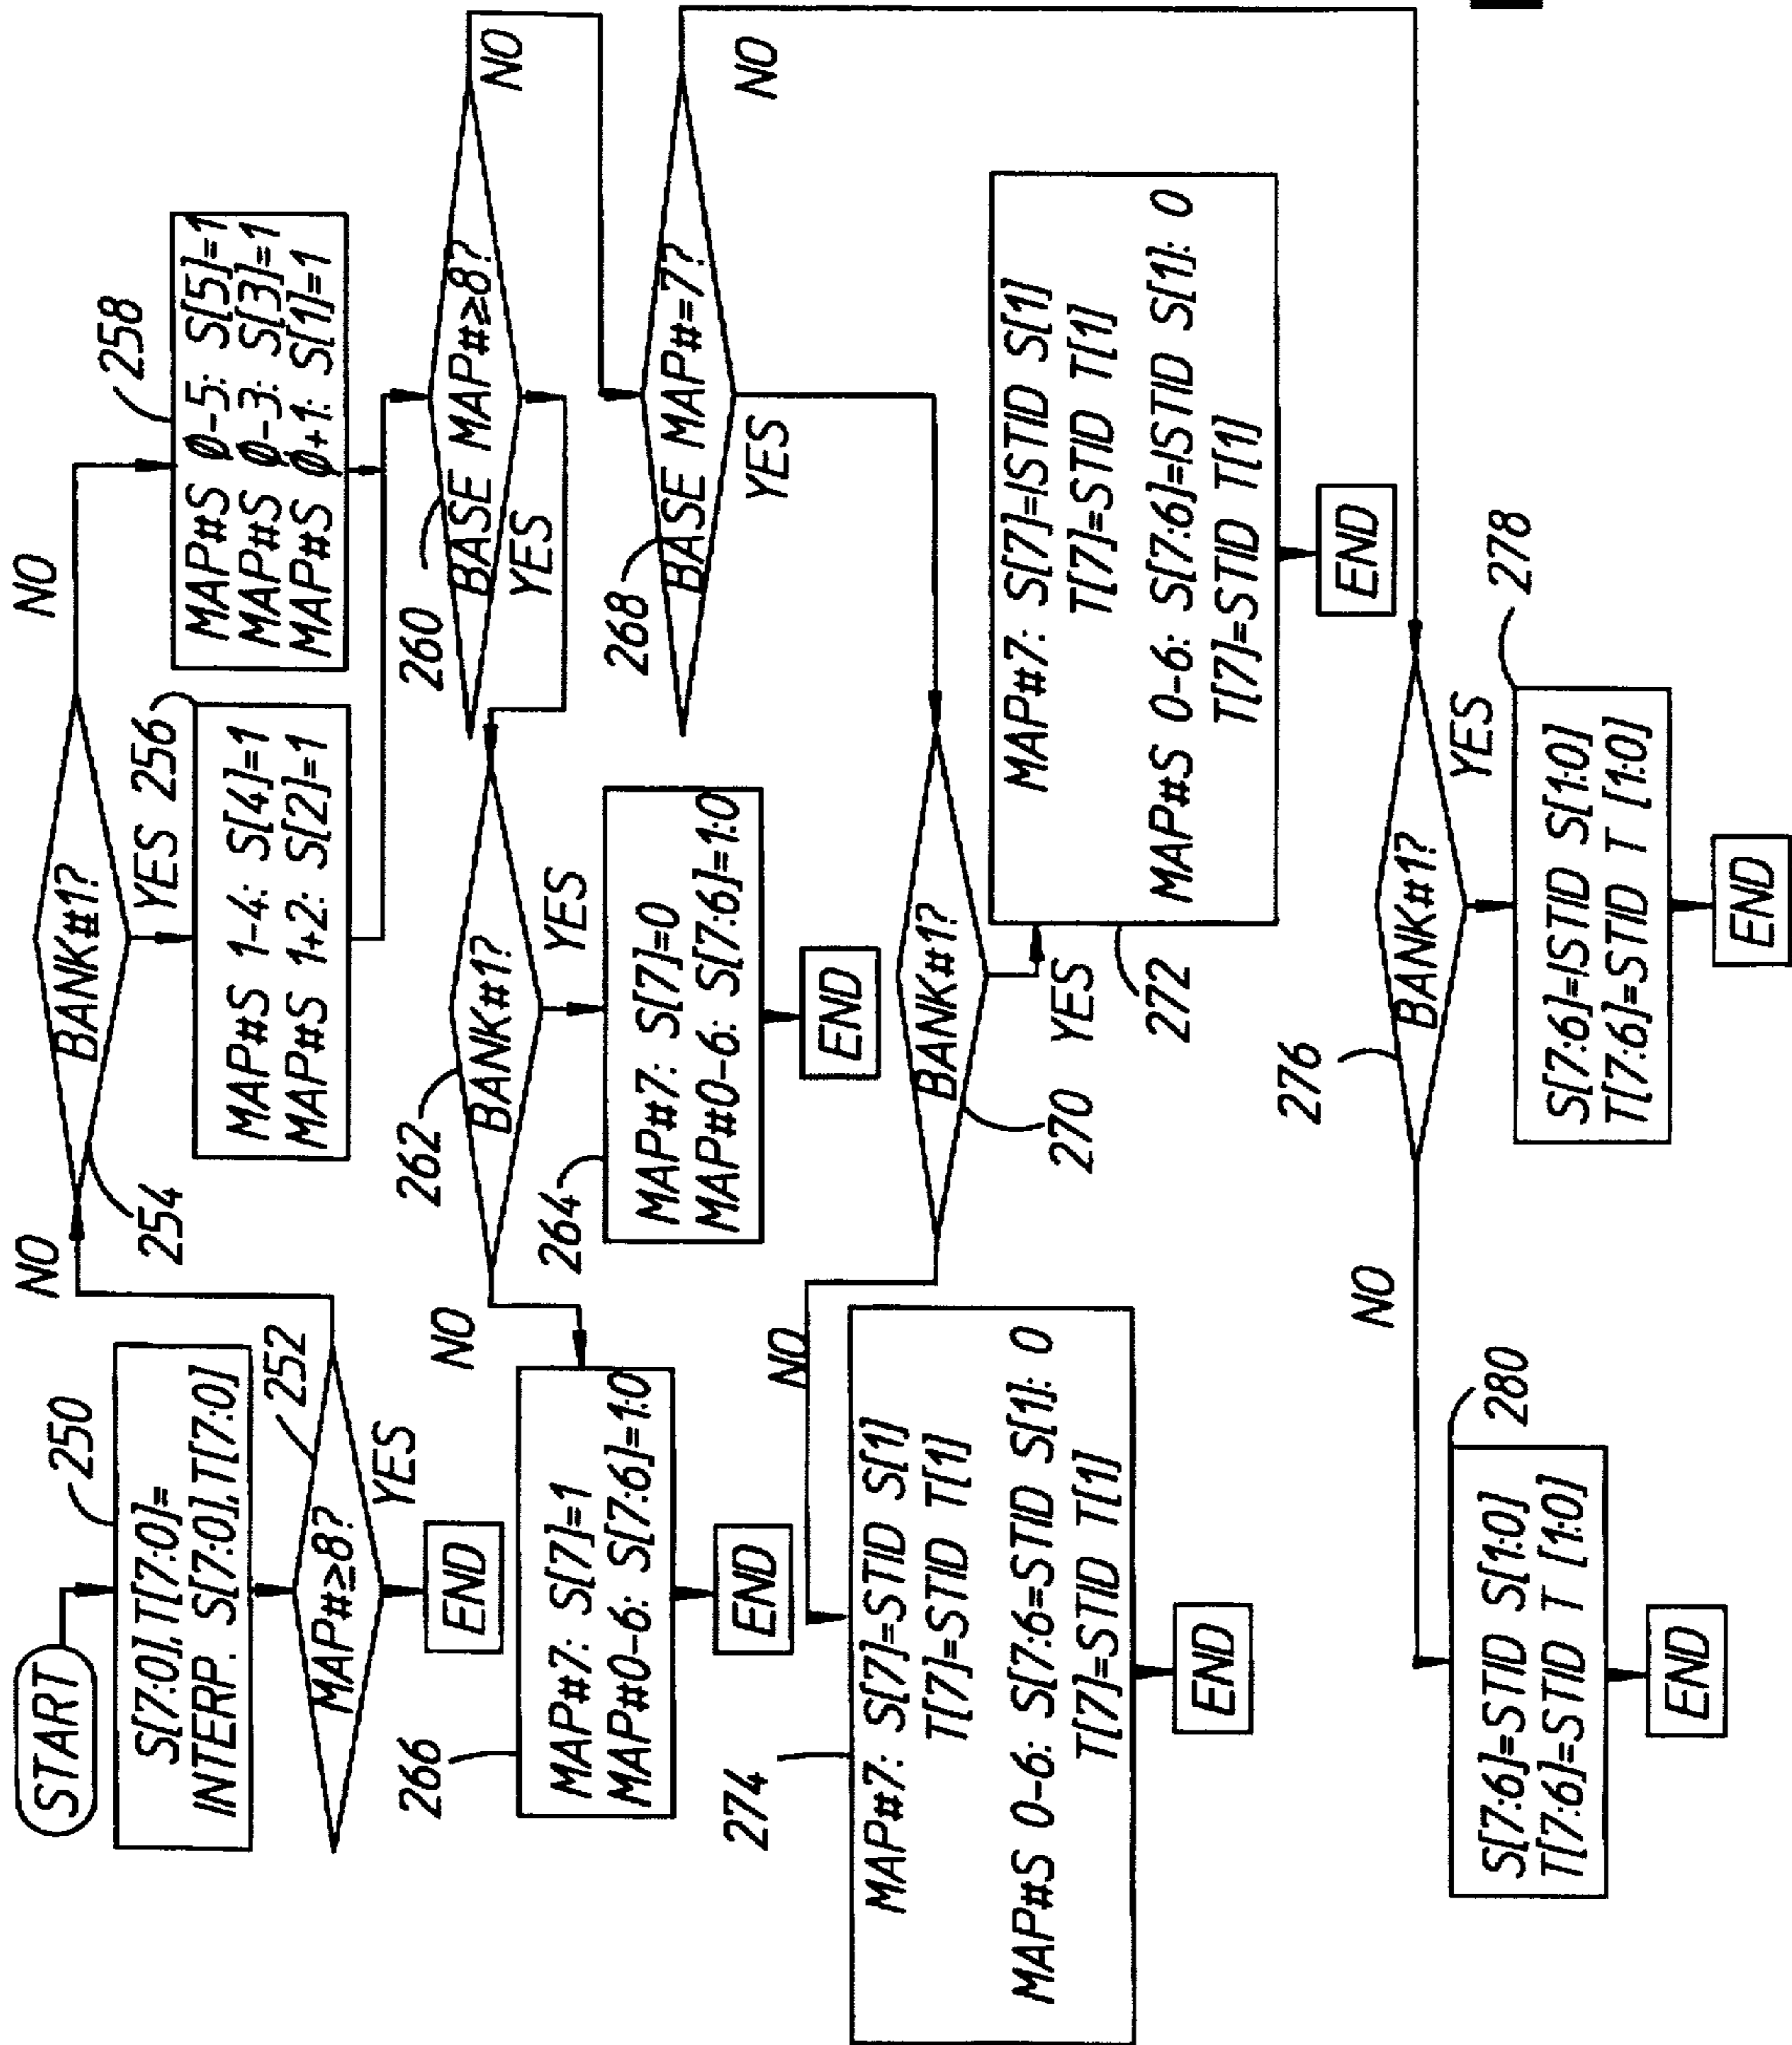 START
250
S[7:0],T[7:0]=
INTERP. S[7:0],T[7:0]
252
MAP#≥8?
YES
END
NO
254
BANK#1?
NO
YES 256
MAP#S 1-4: S[4]=1
MAP#S 1+2: S[2]=1
258
MAP#S Ø-5: S[5]=1
MAP#S Ø-3: S[3]=1
MAP#S Ø+1: S[1]=1
260
BASE MAP#≥8?
NO
YES
262
BANK#1?
YES
264
MAP#7: S[7]=0
MAP#0-6: S[7:6]=1:0
END
NO
266
MAP#7: S[7]=1
MAP#0-6: S[7:6]=1:0
END
268
BASE MAP#=7?
NO
YES
270
BANK#1?
YES
272
MAP#7: S[7]=!STID S[1]
T[7]=STID T[1]
MAP#S 0-6: S[7:6]=!STID S[1]: 0
T[7]=STID T[1]
END
NO
274
MAP#7: S[7]=STID S[1]
T[7]=STID T[1]
MAP#S 0-6: S[7:6=STID S[1]: 0
T[7]=STID T[1]
END
276
BANK#1?
YES
278
S[7:6]=!STID S[1:0]
T[7:6]=STID T [1:0]
END
NO
280
S[7:6]=STID S[1:0]
T[7:6]=STID T [1:0]
END